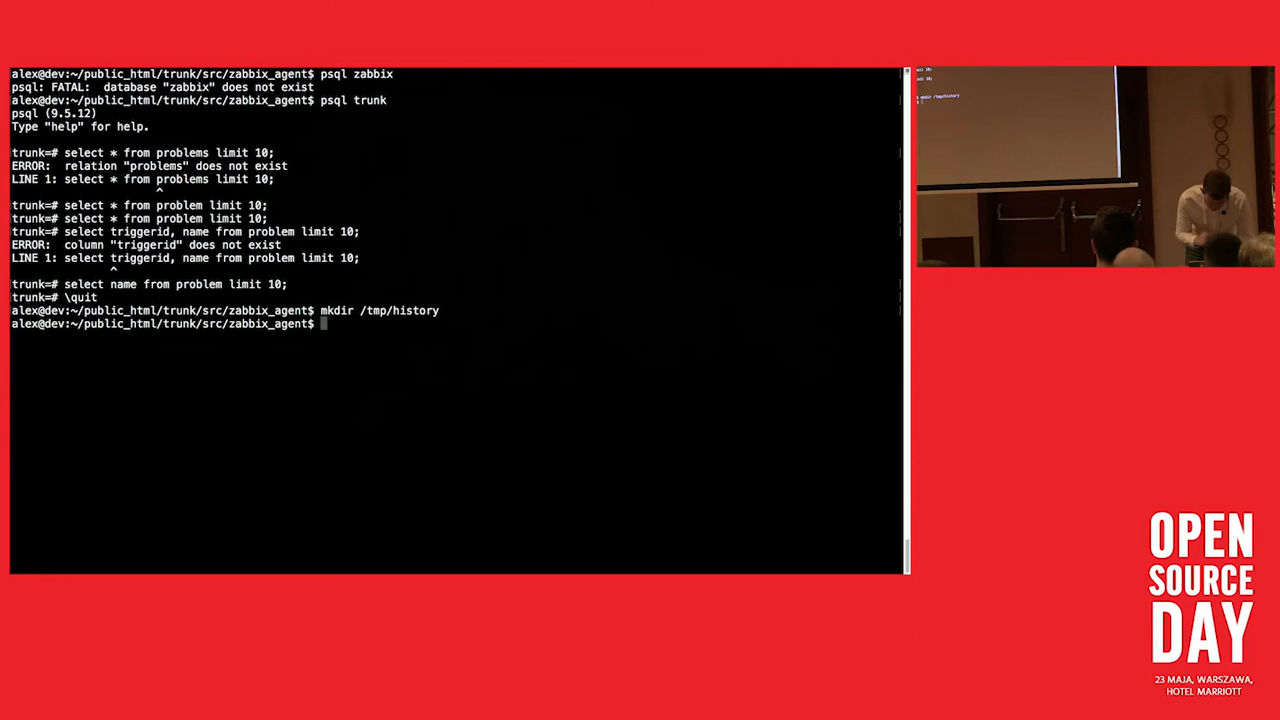 alex@dev:~/public_html/trunk/src/zabbix_agent$ psql zabbix
psql: FATAL:  database "zabbix" does not exist
alex@dev:~/public_html/trunk/src/zabbix_agent$ psql trunk
psql (9.5.12)
Type "help" for help.
trunk=# select * from problems limit 10;
ERROR:  relation "problems" does not exist
LINE 1: select * from problems limit 10;
^
trunk=# select * from problem limit 10;
trunk=# select * from problem limit 10;
trunk=# select triggerid, name from problem limit 10;
ERROR:  column "triggerid" does not exist
LINE 1: select triggerid, name from problem limit 10;
^
trunk=# select name from problem limit 10;
trunk=# \quit
alex@dev:~/public_html/trunk/src/zabbix_agent$ mkdir /tmp/history
alex@dev:~/public_html/trunk/src/zabbix_agent$
mkdir /tmp/history
OPEN
SOURCE
DAY
23 MAJA, WARSZAWA,
HOTEL MARRIOTT